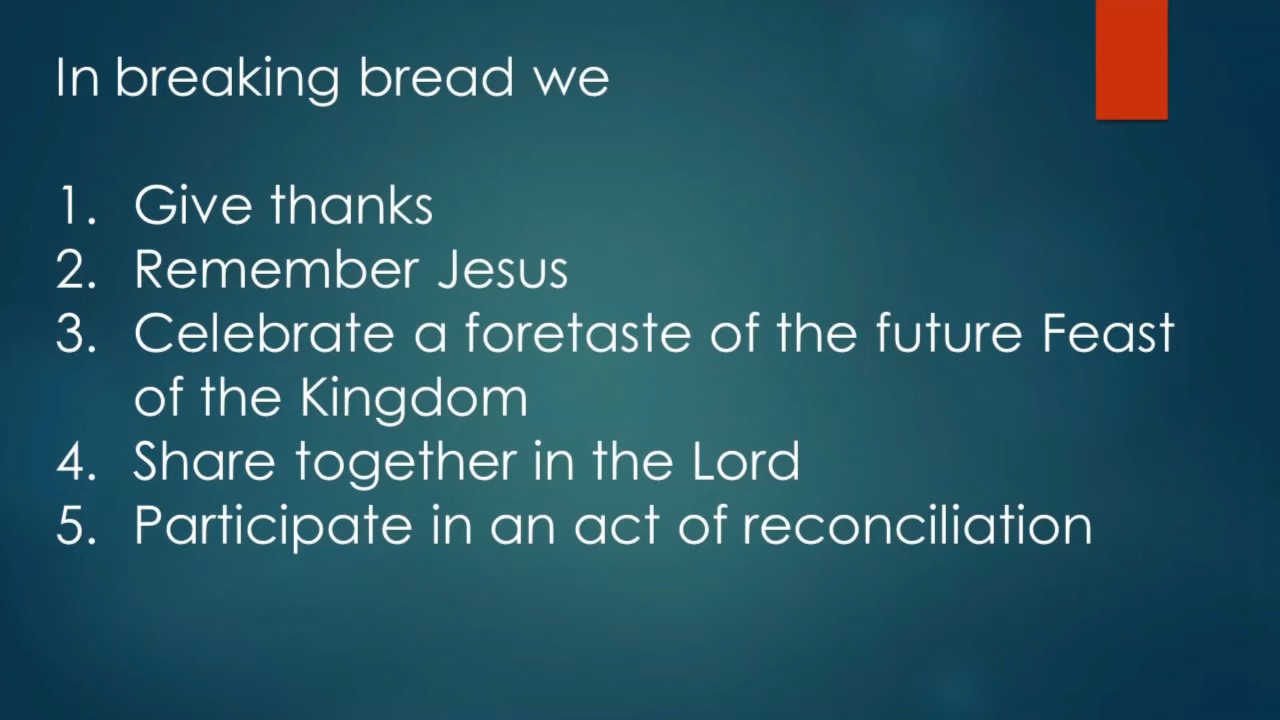 In breaking bread we
1. Give thanks
2. Remember Jesus
3. Celebrate a foretaste of the future Feast
of the Kingdom
4. Share together in the Lord
5. Participate in an act of reconciliation